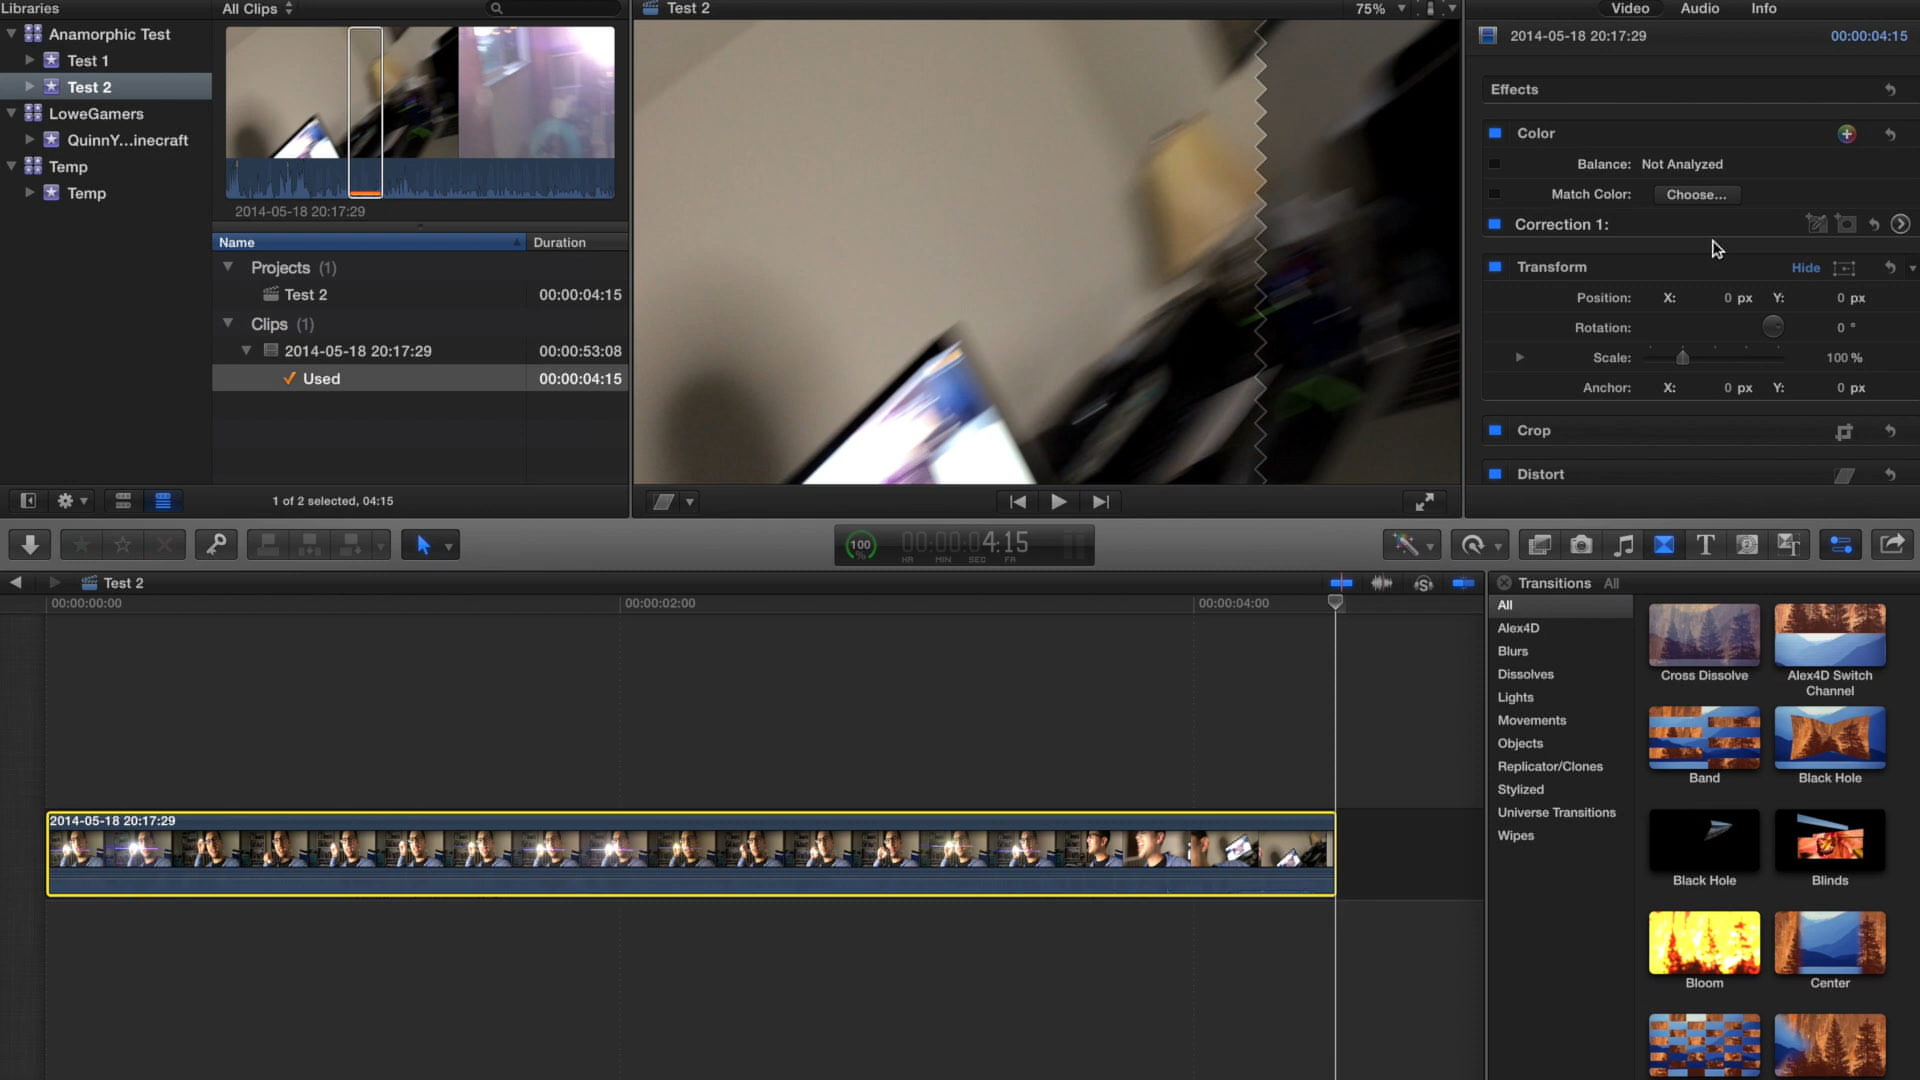 Libraries
Anamorphic Test
Test 1
Test 2
LoweGamers
QuinnY...inecraft
Temp
Temp
All Clips
2014-05-18 20:17:29
Name Duration
Projects (1)
Test 2 00:00:04:15
Clips (1)
2014-05-18 20:17:29 00:00:53:08
Used 00:00:04:15
1 of 2 selected, 04:15
Test 2 75%
Video Audio Info
2014-05-18 20:17:29 00:00:04:15
Effects
Color
Balance: Not Analyzed
Match Color: Choose...
Correction 1:
Transform Hide
Position: X: 0 px Y: 0 px
Rotation: 0 °
Scale: 100 %
Anchor: X: 0 px Y: 0 px
Crop
Distort
100 % 00:00:04:15
HR MIN SEC FR
Test 2
00:00:00:00 00:00:02:00 00:00:04:00
2014-05-18 20:17:29
Transitions All
All
Alex4D
Blurs
Dissolves
Lights
Movements
Objects
Replicator/Clones
Stylized
Universe Transitions
Wipes
Cross Dissolve
Alex4D Switch
Channel
Band
Black Hole
Black Hole
Blinds
Bloom
Center